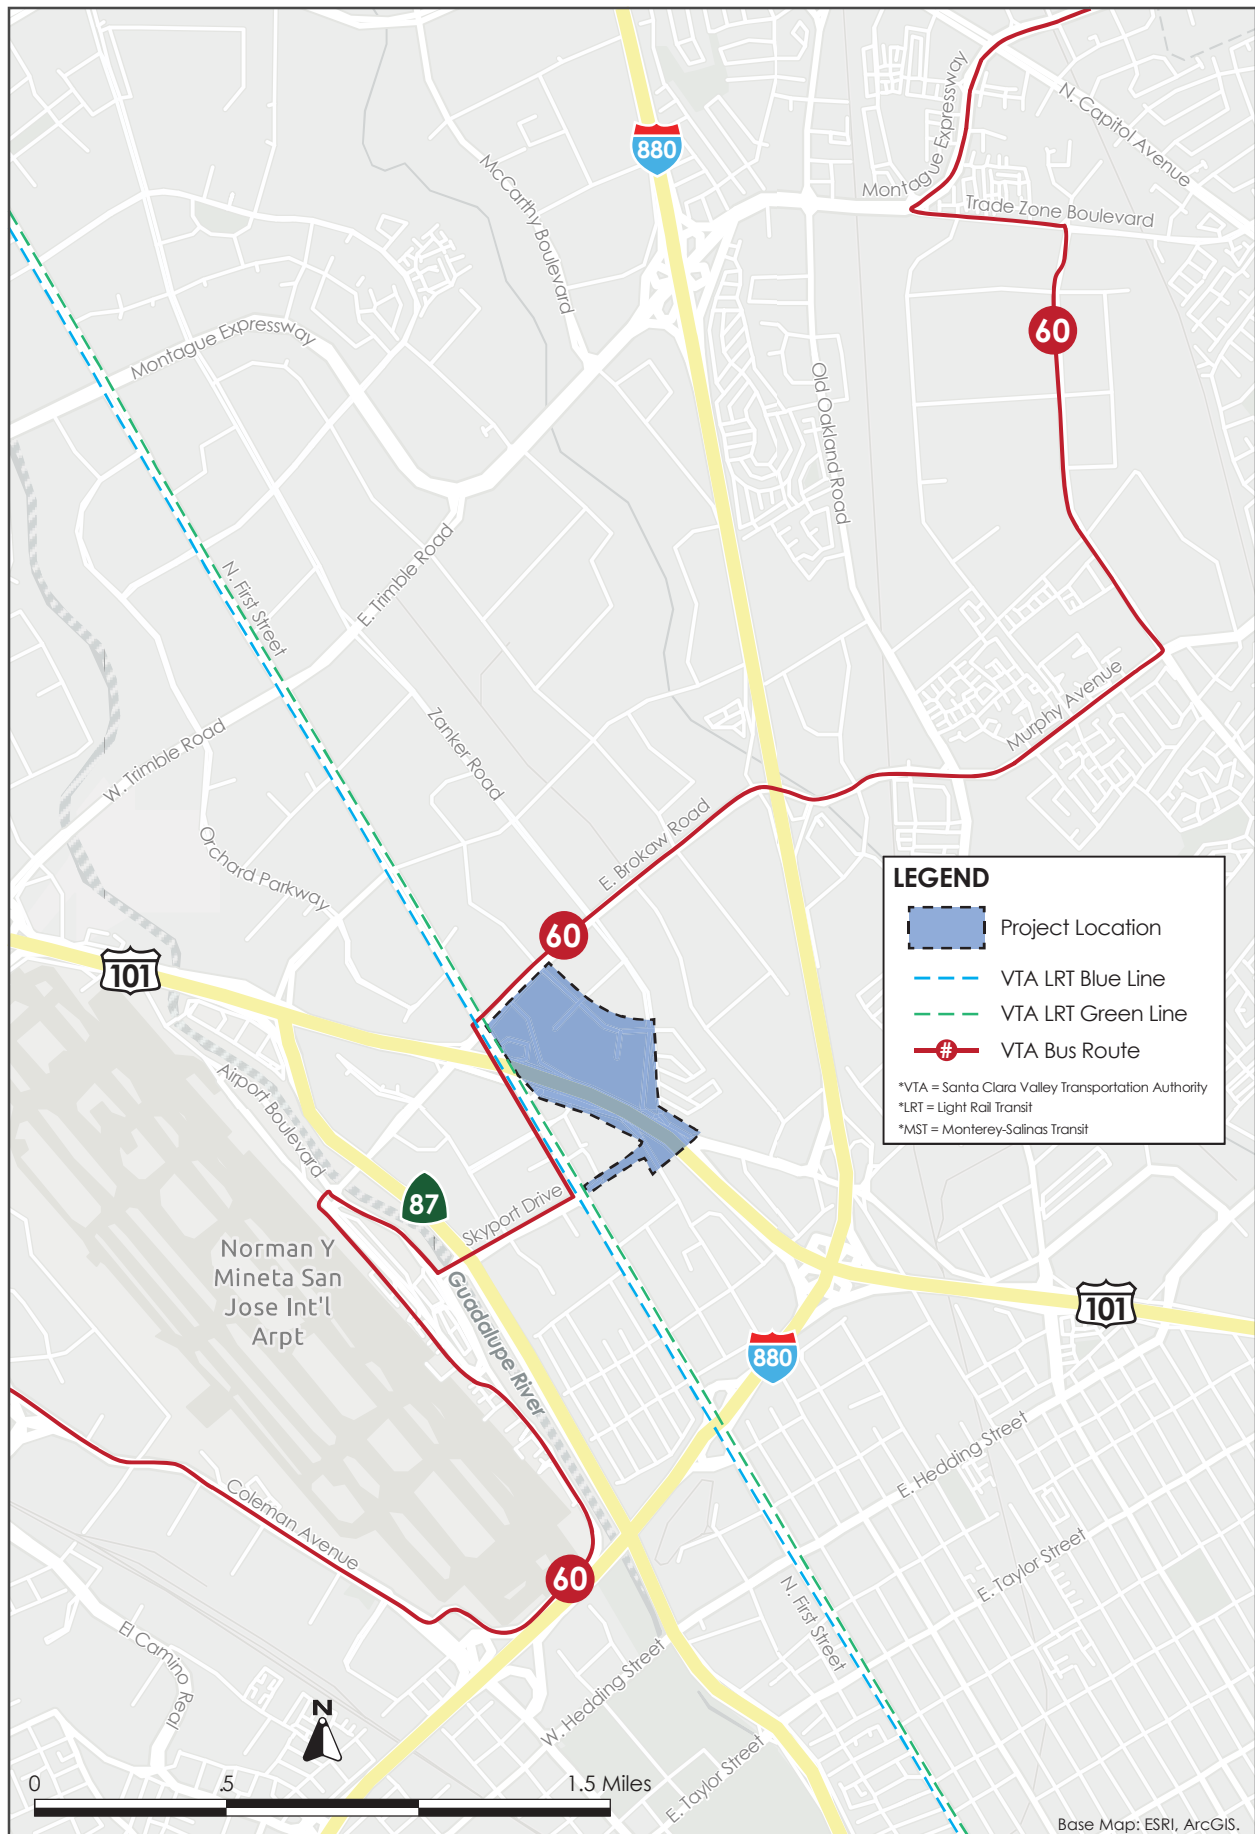 880
Montague Expressway
N. Capitol Avenue
McCarthy Boulevard
Trade Zone Boulevard
60
Montague Expressway
Old Oakland Road
E. Trimble Road
N. First Street
Murphy Avenue
Zanker Road
W. Trimble Road
E. Brokaw Road
Orchard Parkway
LEGEND
Project Location
VTA LRT Blue Line
VTA LRT Green Line
# VTA Bus Route
*VTA = Santa Clara Valley Transportation Authority
*LRT = Light Rail Transit
*MST = Monterey-Salinas Transit
60
101
Airport Boulevard
87
Skyport Drive
Norman Y
Mineta San
Jose Int'l
Arpt
Guadalupe River
101
880
E. Hedding Street
Coleman Avenue
E. Taylor Street
60
N. First Street
El Camino
Real
W. Hedding Street
N
E. Taylor Street
0 .5 1.5 Miles
Base Map: ESRI, ArcGIS.